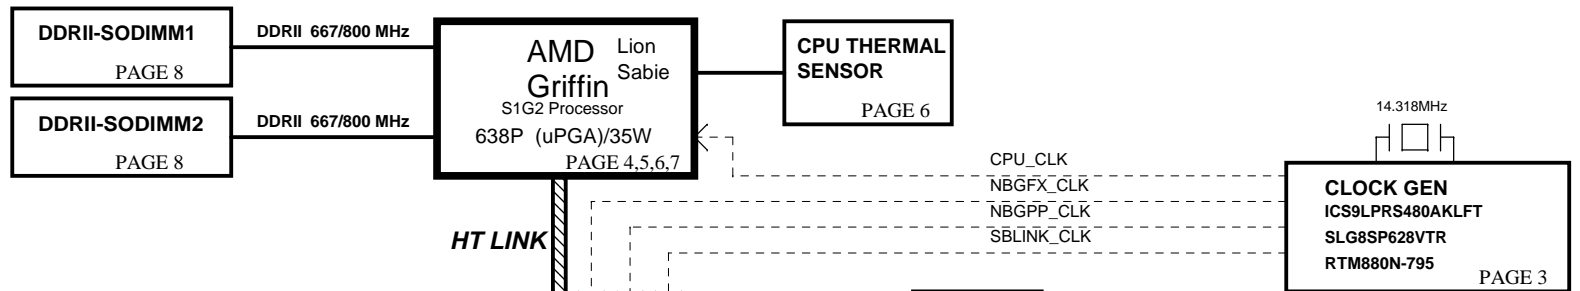 DDRII-SODIMM1
PAGE 8
DDRII 667/800 MHz
DDRII-SODIMM2
PAGE 8
DDRII 667/800 MHz
AMD
Griffin
Lion
Sabie
S1G2 Processor
638P (uPGA)/35W
PAGE 4,5,6,7
CPU THERMAL
SENSOR
PAGE 6
HT LINK
CPU_CLK
NBGFX_CLK
NBGPP_CLK
SBLINK_CLK
14.318MHz
CLOCK GEN
ICS9LPRS480AKLFT
SLG8SP628VTR
RTM880N-795
PAGE 3